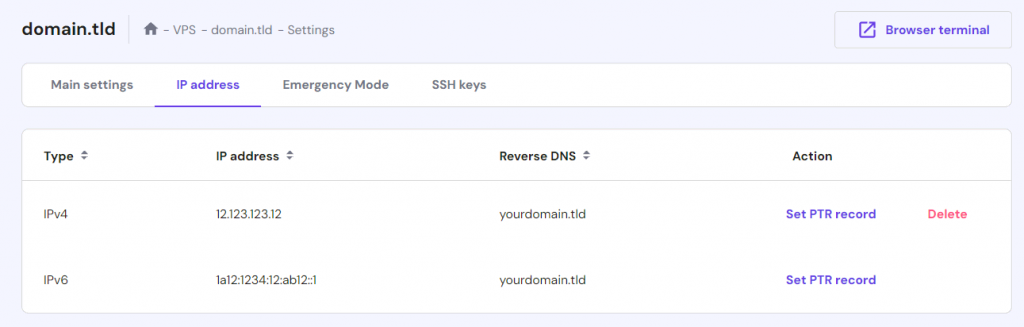 domain.tld - VPS - domain.tld - Settings Browser terminal
Main settings IP address Emergency Mode SSH keys
Type IP address Reverse DNS Action
IPv4 12.123.123.12 yourdomain.tld Set PTR record Delete
IPv6 1a12:1234:12:ab12::1 yourdomain.tld Set PTR record